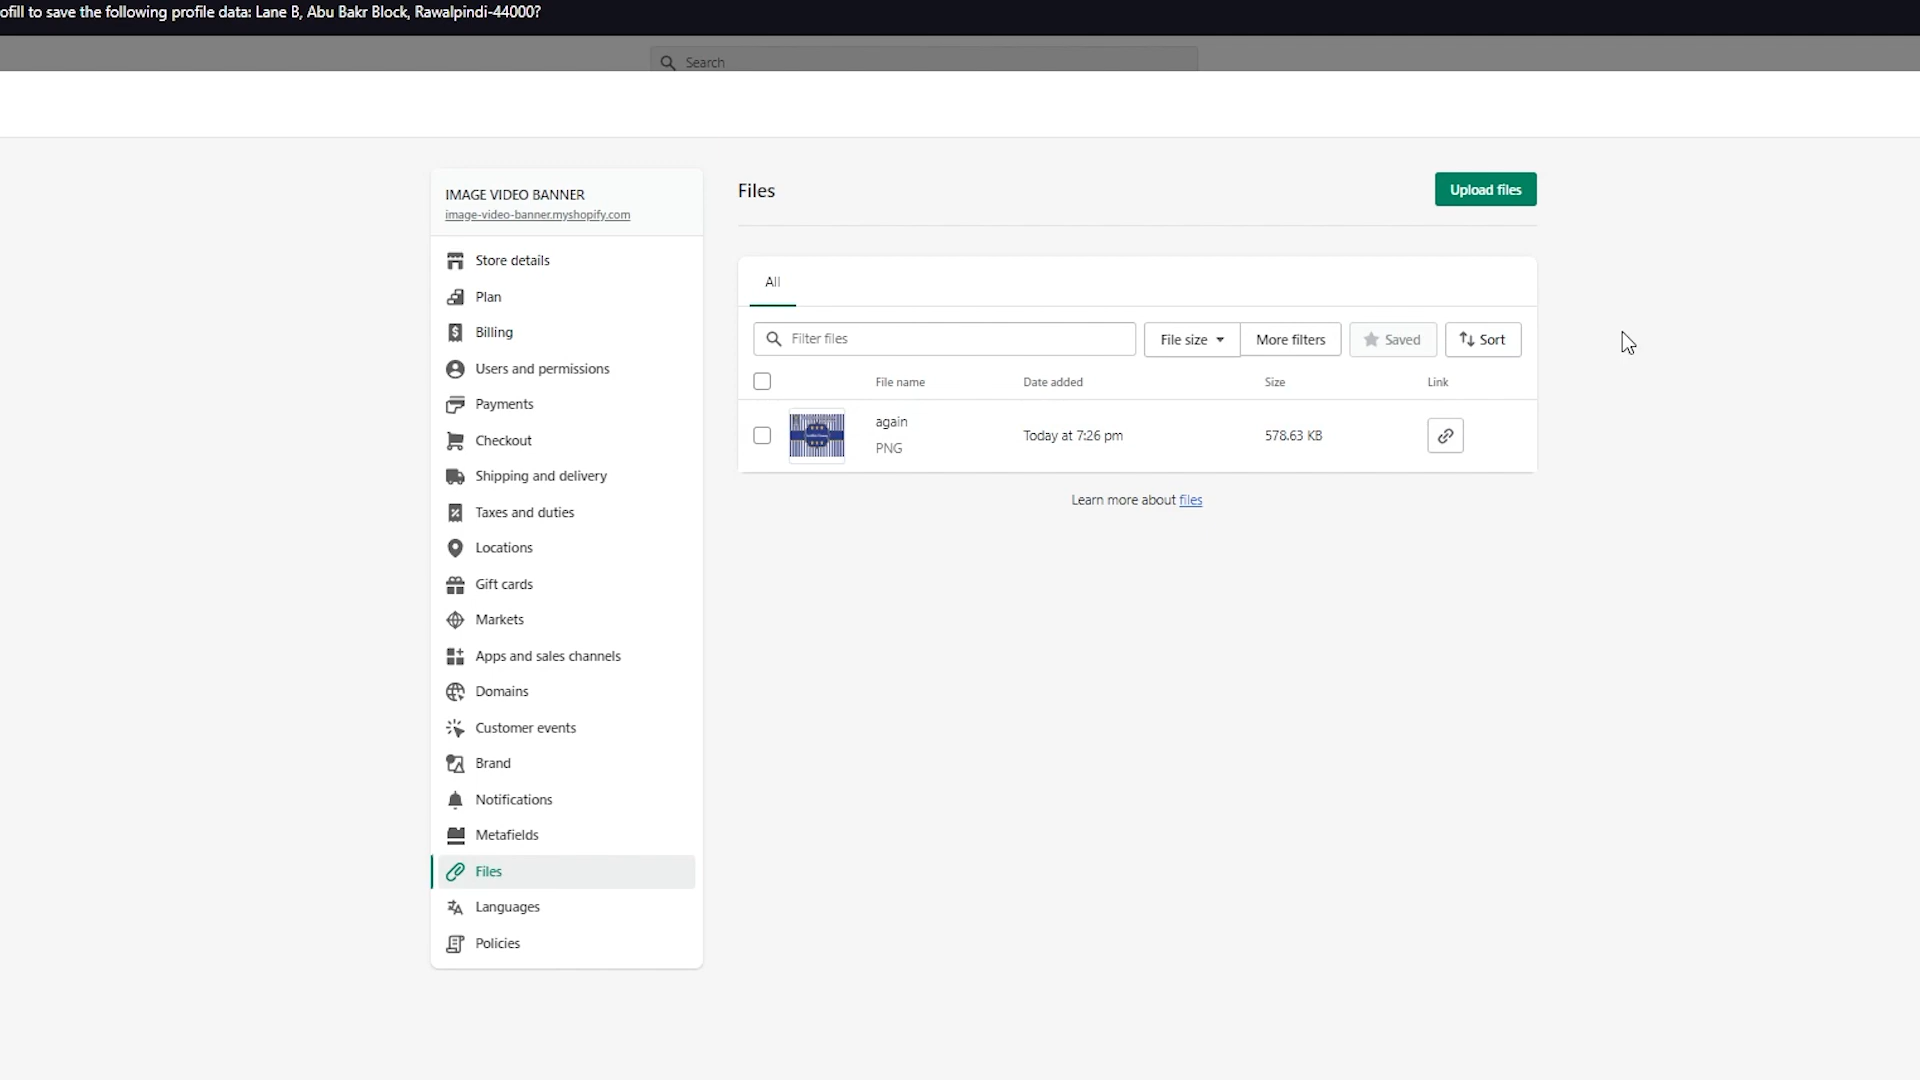 ofill to save the following profile data: Lane B, Abu Bakr Block, Rawalpindi-44000?
Search
IMAGE VIDEO BANNER
image-video-banner.myshopify.com
Store details
Plan
Billing
Users and permissions
Payments
Checkout
Shipping and delivery
Taxes and duties
Locations
Gift cards
Markets
Apps and sales channels
Domains
Customer events
Brand
Notifications
Metafields
Files
Languages
Policies
Files
Upload files
All
Filter files
File size
More filters
Saved
Sort
File name Date added Size Link
again
PNG
Today at 7:26 pm
578.63 KB
Learn more about files